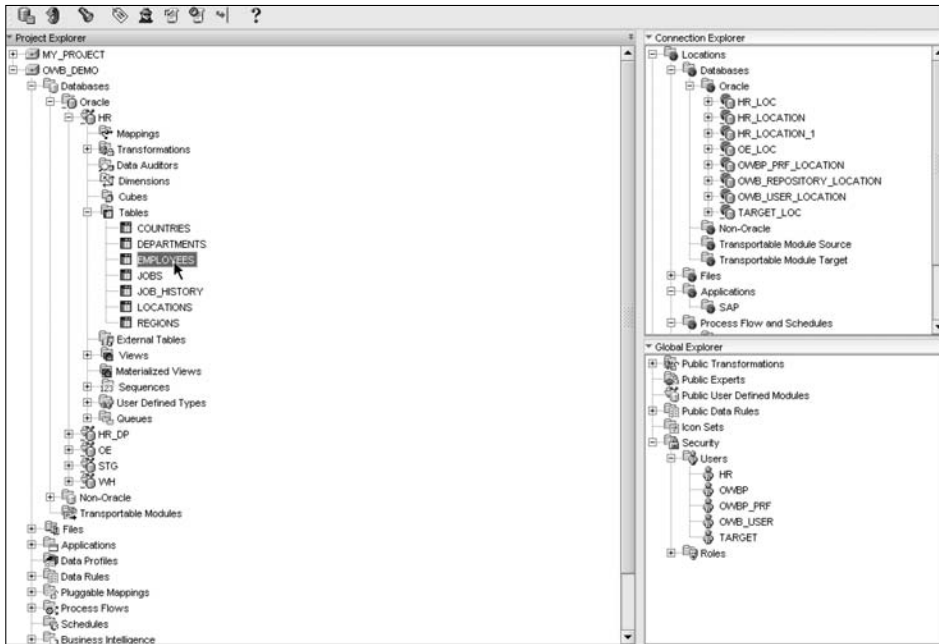 ?
Project Explorer
MY_PROJECT
OWB_DEMO
Databases
Oracle
HR
Mappings
Transformations
Data Auditors
Dimensions
Cubes
Tables
COUNTRIES
DEPARTMENTS
EMPLOYEES
JOBS
JOB_HISTORY
LOCATIONS
REGIONS
External Tables
Views
Materialized Views
Sequences
User Defined Types
Queues
HR_DP
OE
STG
WH
Non-Oracle
Transportable Modules
Files
Applications
Data Profiles
Data Rules
Pluggable Mappings
Process Flows
Schedules
Business Intelligence
Connection Explorer
Locations
Databases
Oracle
HR_LOC
HR_LOCATION
HR_LOCATION_1
OE_LOC
OWBP_PRF_LOCATION
OWB_REPOSITORY_LOCATION
OWB_USER_LOCATION
TARGET_LOC
Non-Oracle
Transportable Module Source
Transportable Module Target
Files
Applications
SAP
Process Flow and Schedules
Global Explorer
Public Transformations
Public Experts
Public User Defined Modules
Public Data Rules
Icon Sets
Security
Users
HR
OWBP
OWBP_PRF
OWB_USER
TARGET
Roles